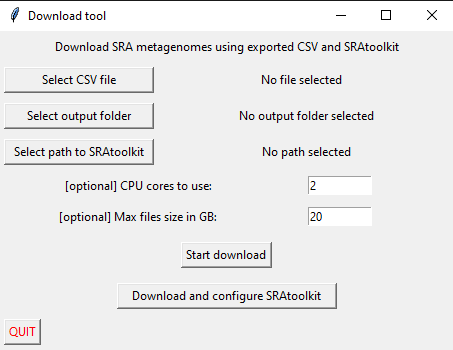 Download tool
Download SRA metagenomes using exported CSV and SRAtoolkit
Select CSV file No file selected
Select output folder No output folder selected
Select path to SRAtoolkit No path selected
[optional] CPU cores to use: 2
[optional] Max files size in GB: 20
Start download
Download and configure SRAtoolkit
QUIT